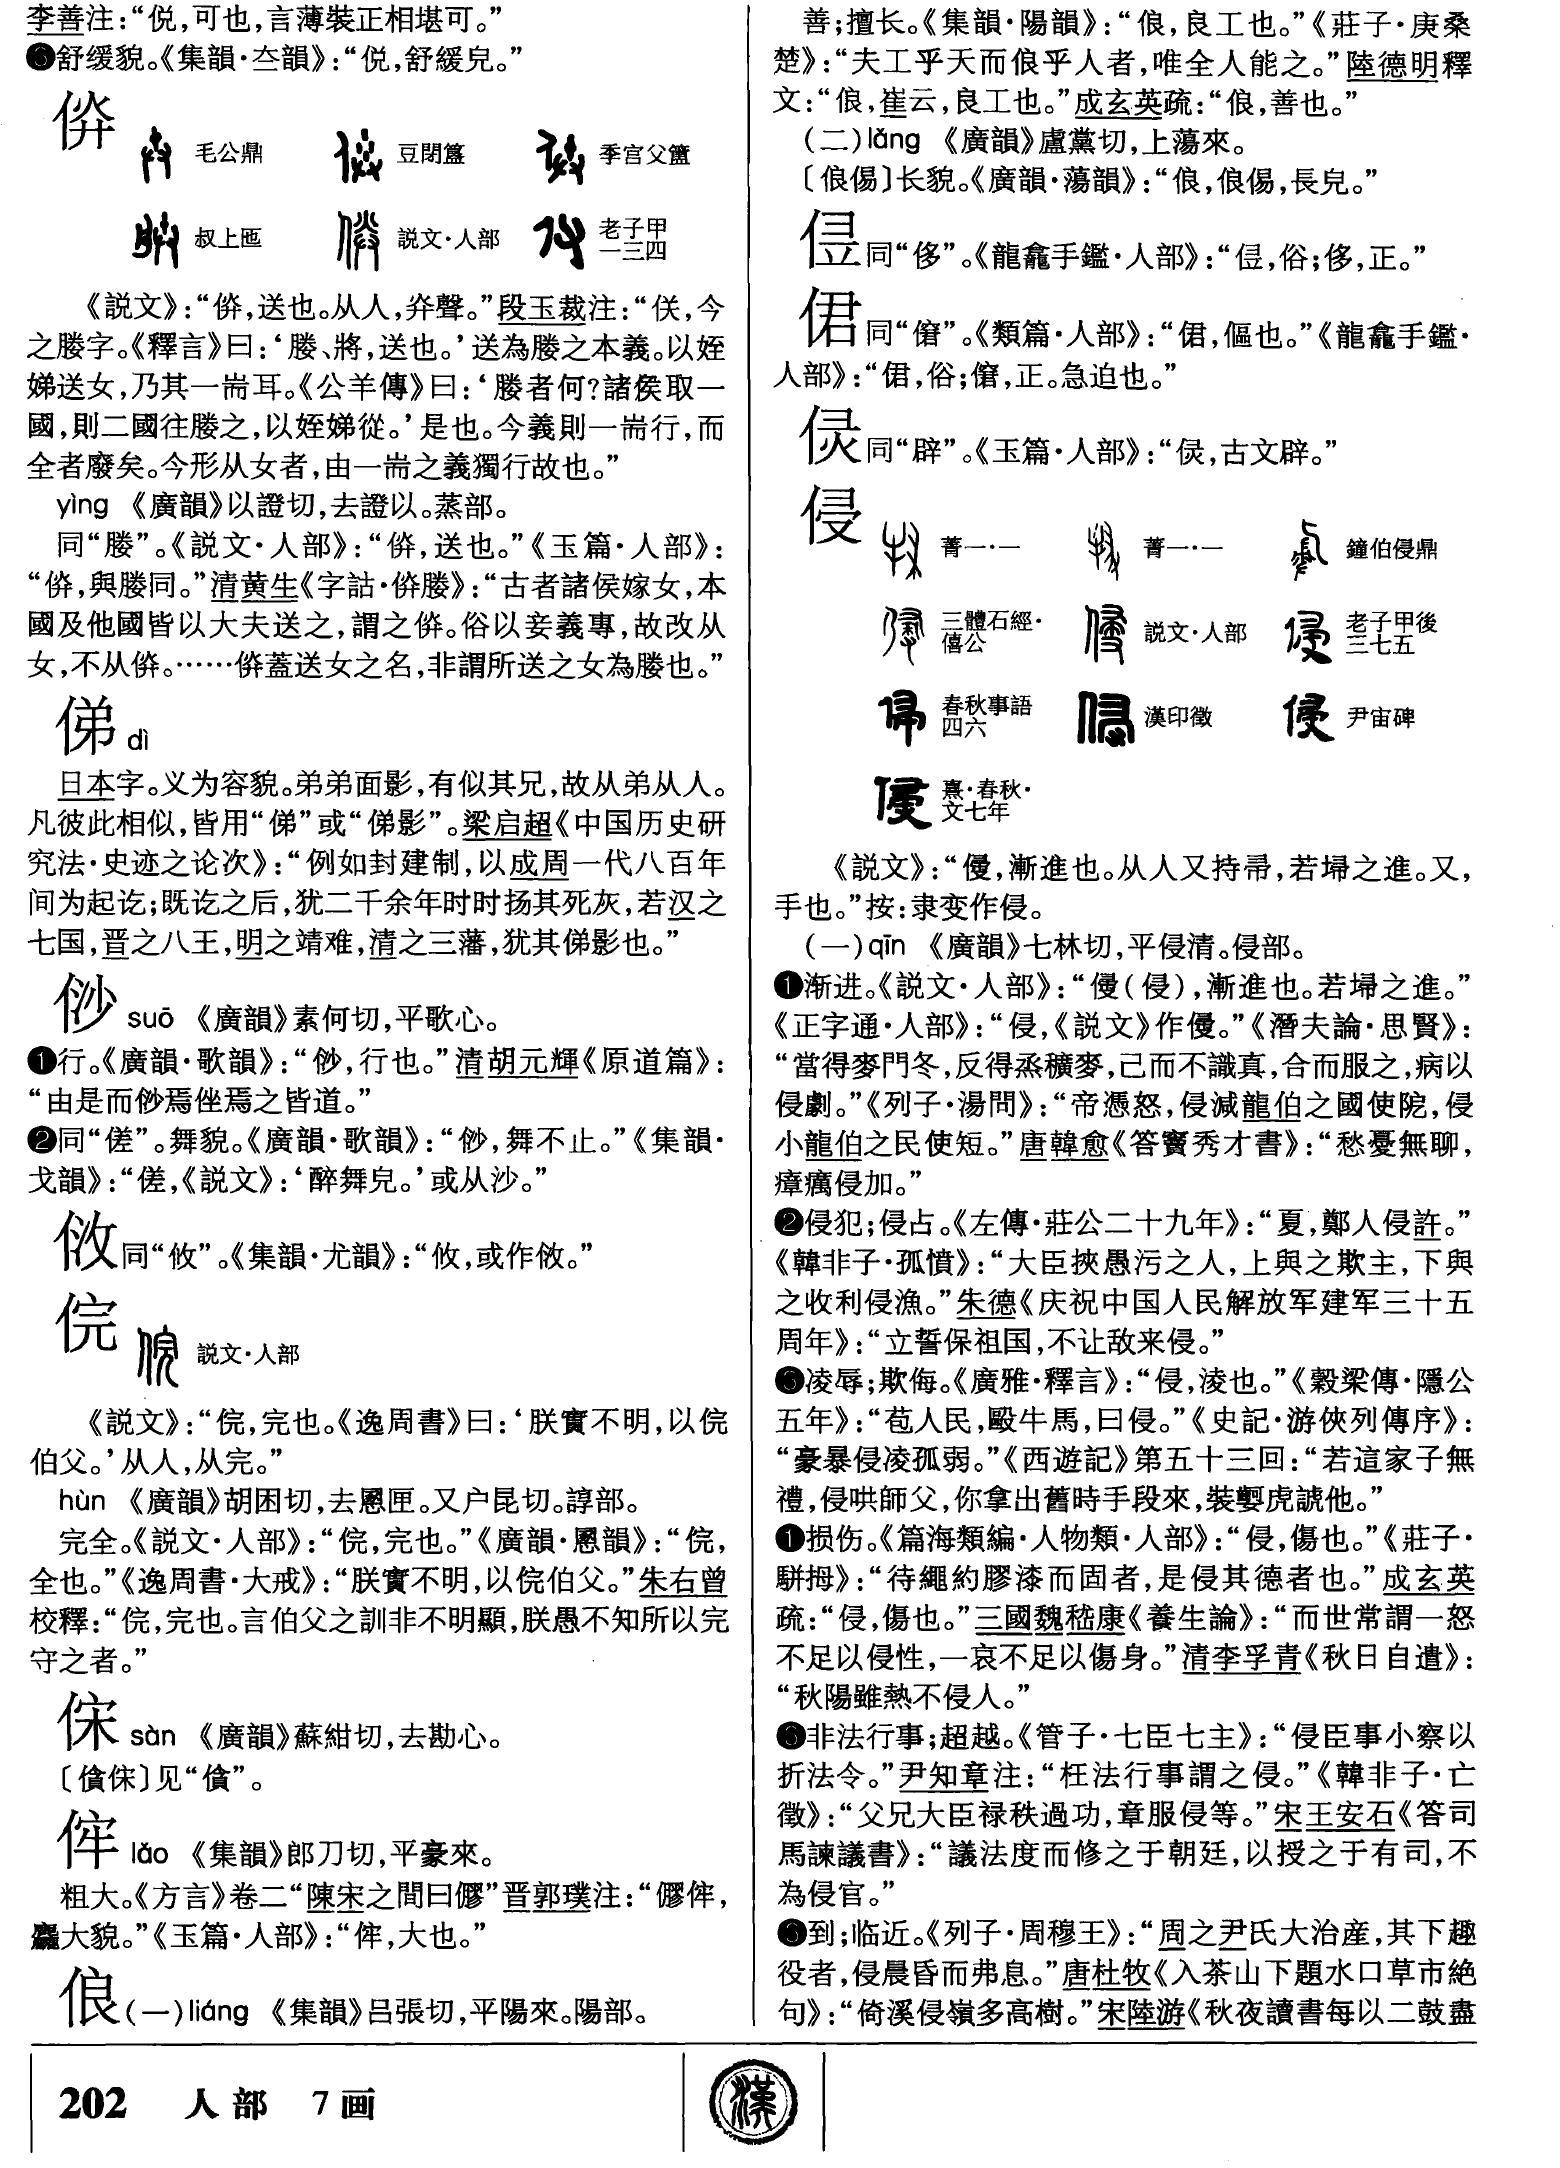 李善注：“侻，可也，言薄裝正相堪可。”
❻舒缓貌。《集韻·夳韻》：“侻，舒緩皃。”
㑞
毛公鼎 豆閉簋 季宫父簠
叔上匜 説文·人部 老子甲一三四
《説文》：“㑞，送也。从人，灷聲。”段玉裁注：“㑞，今
之媵字。《釋言》曰：‘媵、將，送也。’送為媵之本義。以姪
娣送女，乃其一耑耳。《公羊傳》曰：‘媵者何？諸侯取一
國，則二國往媵之，以姪娣從。’是也。今義則一耑行，而
全者廢矣。今形从女者，由一耑之義獨行故也。”
yìng 《廣韻》以證切，去證以。蒸部。
同“媵”。《説文·人部》：“㑞，送也。”《玉篇·人部》：
“㑞，與媵同。”清黄生《字詁·㑞媵》：“古者諸侯嫁女，本
國及他國皆以大夫送之，謂之㑞。俗以妾義專，故改从
女，不从㑞。……㑞蓋送女之名，非謂所送之女為媵也。”
俤 dì
日本字。义为容貌。弟弟面影，有似其兄，故从弟从人。
凡彼此相似，皆用“俤”或“俤影”。梁启超《中国历史研
究法·史迹之论次》：“例如封建制，以成周一代八百年
间为起讫；既讫之后，犹二千余年时时扬其死灰，若汉之
七国，晋之八王，明之靖难，清之三藩，犹其俤影也。”
㑚 suō 《廣韻》素何切，平歌心。
❶行。《廣韻·歌韻》：“㑚，行也。”清胡元輝《原道篇》：
“由是而㑚焉㘴焉之皆道。”
❷同“傞”。舞貌。《廣韻·歌韻》：“㑚，舞不止。”《集韻·
戈韻》：“傞，《説文》：‘醉舞皃。’或从沙。”
㑜同“攸”。《集韻·尤韻》：“攸，或作㑜。”
俒
説文·人部
《説文》：“俒，完也。《逸周書》曰：‘朕實不明，以俒
伯父。’从人，从完。”
hùn 《廣韻》胡困切，去慁匣。又户昆切。諄部。
完全。《説文·人部》：“俒，完也。”《廣韻·慁韻》：“俒，
全也。”《逸周書·大戒》：“朕實不明，以俒伯父。”朱右曾
校釋：“俒，完也。言伯父之訓非不明顯，朕愚不知所以完
守之者。”
俕 sàn 《廣韻》蘇紺切，去勘心。
〔㒈俕〕见“㒈”。
㑡 lǎo 《集韻》郎刀切，平豪來。
粗大。《方言》卷二“陳宋之間曰㺒”晋郭璞注：“僇㑡，
麤大貌。”《玉篇·人部》：“㑡，大也。”
俍(一)liáng 《集韻》吕張切，平陽來。陽部。
善；擅长。《集韻·陽韻》：“俍，良工也。”《莊子·庚桑
楚》：“夫工乎天而俍乎人者，唯全人能之。”陸德明釋
文：“俍，崔云，良工也。”成玄英疏：“俍，善也。”
(二)lǎng 《廣韻》盧黨切，上蕩來。
〔俍傷〕长貌。《廣韻·蕩韻》：“俍，俍傷，長皃。”
同“侈”。《龍龕手鑑·人部》：“俗；侈，正。”
侰同“僒”。《類篇·人部》：“侰，傴也。”《龍龕手鑑·
人部》：“侰，俗；僒，正。急迫也。”
同“辟”。《玉篇·人部》：“古文辟。”
侵
菁一·一 菁一·一 鐘伯侵鼎
三體石經·僖公 説文·人部 老子甲後三七五
春秋事語四六 漢印徵 尹宙碑
熹·春秋·文七年
《説文》：“㑴，漸進也。从人又持帚，若埽之進。又，
手也。”按：隶变作侵。
(一)qīn 《廣韻》七林切，平侵清。侵部。
❶渐进。《説文·人部》：“㑴(侵)，漸進也。若埽之進。”
《正字通·人部》：“侵，《説文》作㑴。”《潛夫論·思賢》：
“當得麥門冬，反得烝穬麥，己而不識真，合而服之，病以
侵劇。”《列子·湯問》：“帝憑怒，侵減龍伯之國使阨，侵
小龍伯之民使短。”唐韓愈《答竇秀才書》：“愁憂無聊，
瘴癘侵加。”
❷侵犯；侵占。《左傳·莊公二十九年》：“夏，鄭人侵許。”
《韓非子·孤憤》：“大臣挾愚污之人，上與之欺主，下與
之收利侵漁。”朱德《庆祝中国人民解放军建军三十五
周年》：“立誓保祖国，不让敌来侵。”
❸凌辱；欺侮。《廣雅·釋言》：“侵，淩也。”《穀梁傳·隱公
五年》：“苞人民，毆牛馬，曰侵。”《史記·游俠列傳序》：
“豪暴侵凌孤弱。”《西遊記》第五十三回：“若這家子無
禮，侵哄師父，你拿出舊時手段來，裝㜽虎諕他。”
❶损伤。《篇海類編·人物類·人部》：“侵，傷也。”《莊子·
駢拇》：“待繩約膠漆而固者，是侵其德者也。”成玄英
疏：“侵，傷也。”三國魏嵇康《養生論》：“而世常謂一怒
不足以侵性，一哀不足以傷身。”清李孚青《秋日自遣》：
“秋陽雖熱不侵人。”
❸非法行事；超越。《管子·七臣七主》：“侵臣事小察以
折法令。”尹知章注：“枉法行事謂之侵。”《韓非子·亡
徵》：“父兄大臣禄秩過功，章服侵等。”宋王安石《答司
馬諫議書》：“議法度而修之于朝廷，以授之于有司，不
為侵官。”
❸到；临近。《列子·周穆王》：“周之尹氏大治産，其下趣
役者，侵晨昏而弗息。”唐杜牧《入茶山下題水口草市絶
句》：“倚溪侵嶺多高樹。”宋陸游《秋夜讀書每以二鼓盡
202 人部 7画
漢